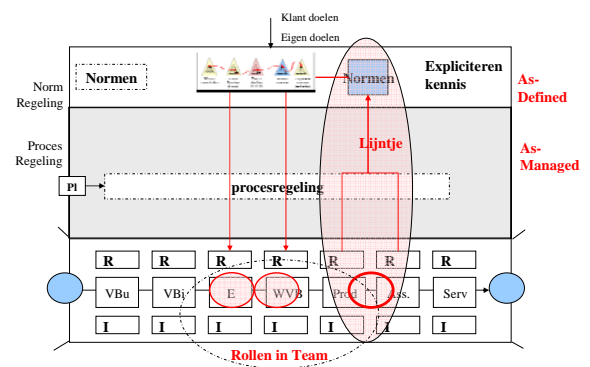 Klant doelen
Eigen doelen
Normen
Normen
Expliciteren
kennis
As-
Defined
Norm
Regeling
Lijntje
As-
Managed
Proces
Regeling
Pl
procesregeling
R R R R R R R
VBu VBi E WVB Prod Ass. Serv
I I I I I I I
Rollen in Team